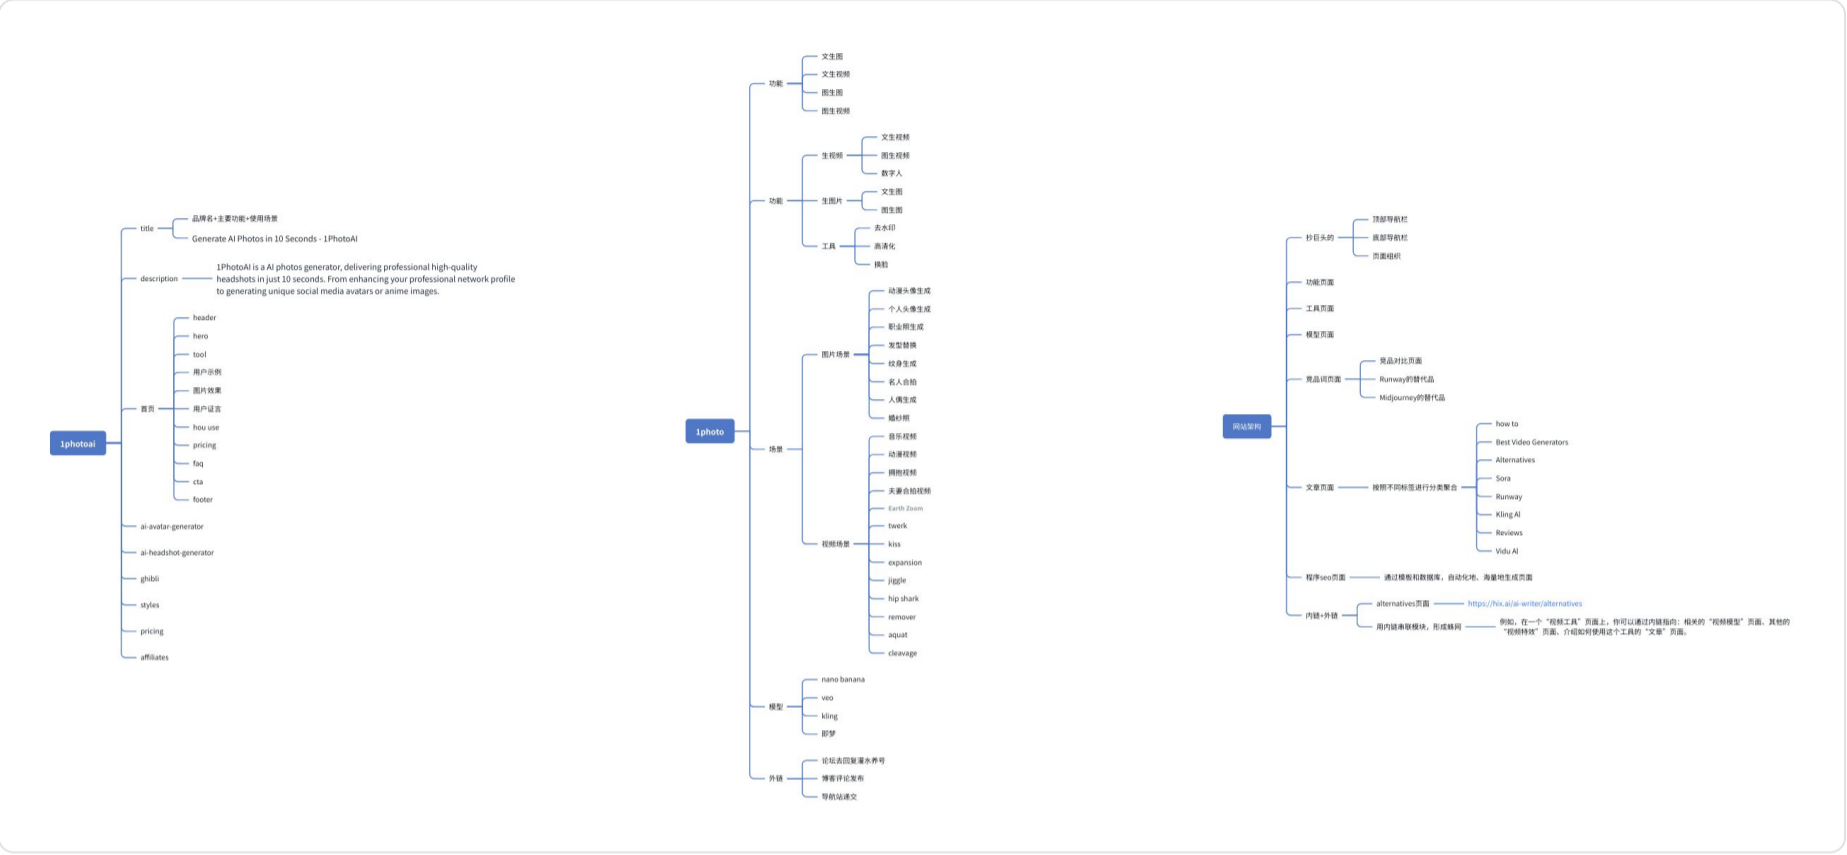 1photoai
title
品牌名+主要功能+使用场景
Generate AI Photos in 10 Seconds - 1PhotoAI
description
1PhotoAI is a AI photos generator, delivering professional high-quality
headshots in just 10 seconds. From enhancing your professional network profile
to generating unique social media avatars or anime images.
首页
header
hero
tool
用户示例
图片效果
用户证言
hou use
pricing
faq
cta
footer
ai-avatar-generator
ai-headshot-generator
ghibli
styles
pricing
affiliates
1photo
功能
文生图
文生视频
图生图
图生视频
功能
生视频
文生视频
图生视频
数字人
生图片
文生图
图生图
工具
去水印
高清化
换脸
场景
图片场景
动漫头像生成
个人头像生成
职业照生成
发型替换
纹身生成
名人合拍
人偶生成
婚纱照
视频场景
音乐视频
动漫视频
拥抱视频
夫妻合拍视频
Earth Zoom
twerk
kiss
expansion
jiggle
hip shark
remover
aquat
cleavage
模型
nano banana
veo
kling
即梦
外链
论坛去回复灌水养号
博客评论发布
导航站递交
网站架构
抄巨头的
顶部导航栏
底部导航栏
页面组织
功能页面
工具页面
模型页面
竞品词页面
竞品对比页面
Runway的替代品
Midjourney的替代品
文章页面
按照不同标签进行分类聚合
how to
Best Video Generators
Alternatives
Sora
Runway
Kling AI
Reviews
Vidu AI
程序seo页面
通过模板和数据库，自动化地、海量地生成页面
内链+外链
alternatives页面
https://hix.ai/ai-writer/alternatives
用内链串联模块，形成蛛网
例如，在一个“视频工具”页面上，你可以通过内链指向：相关的“视频模型”页面、其他的
“视频特效”页面、介绍如何使用这个工具的“文章”页面。